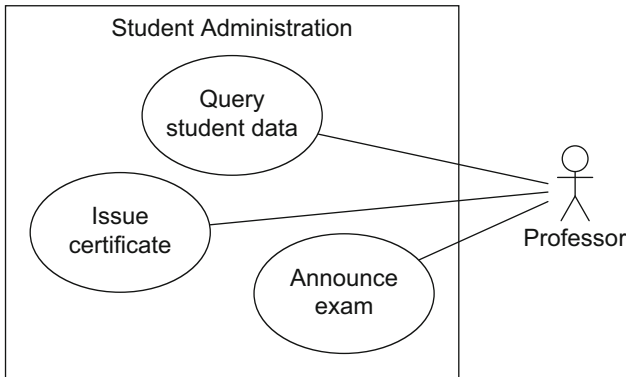 Student Administration
Query
student data
Issue
certificate
Announce
exam
Professor